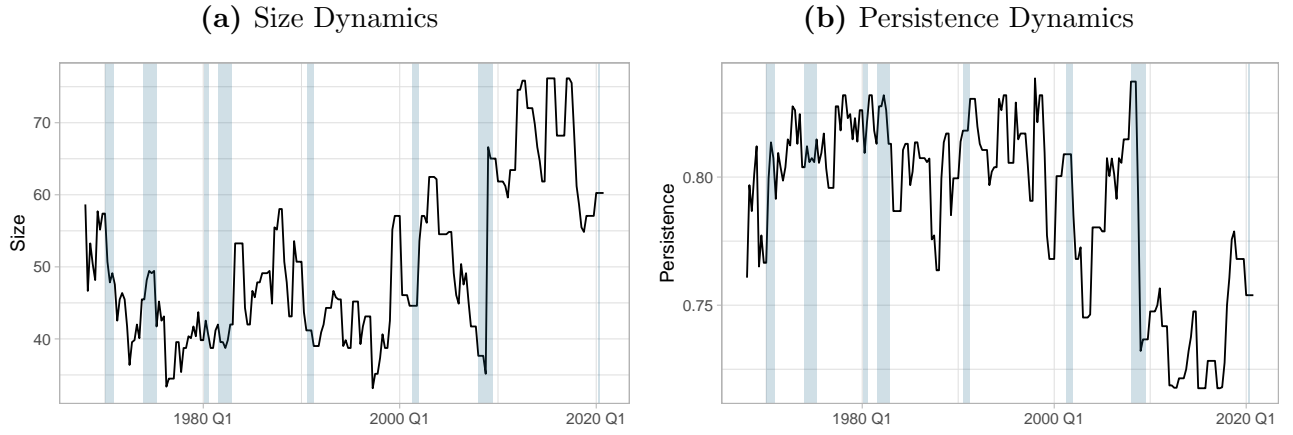 (a) Size Dynamics
Size
70
60
50
40
1980 Q1 2000 Q1 2020 Q1
(b) Persistence Dynamics
Persistence
0.80
0.75
1980 Q1 2000 Q1 2020 Q1